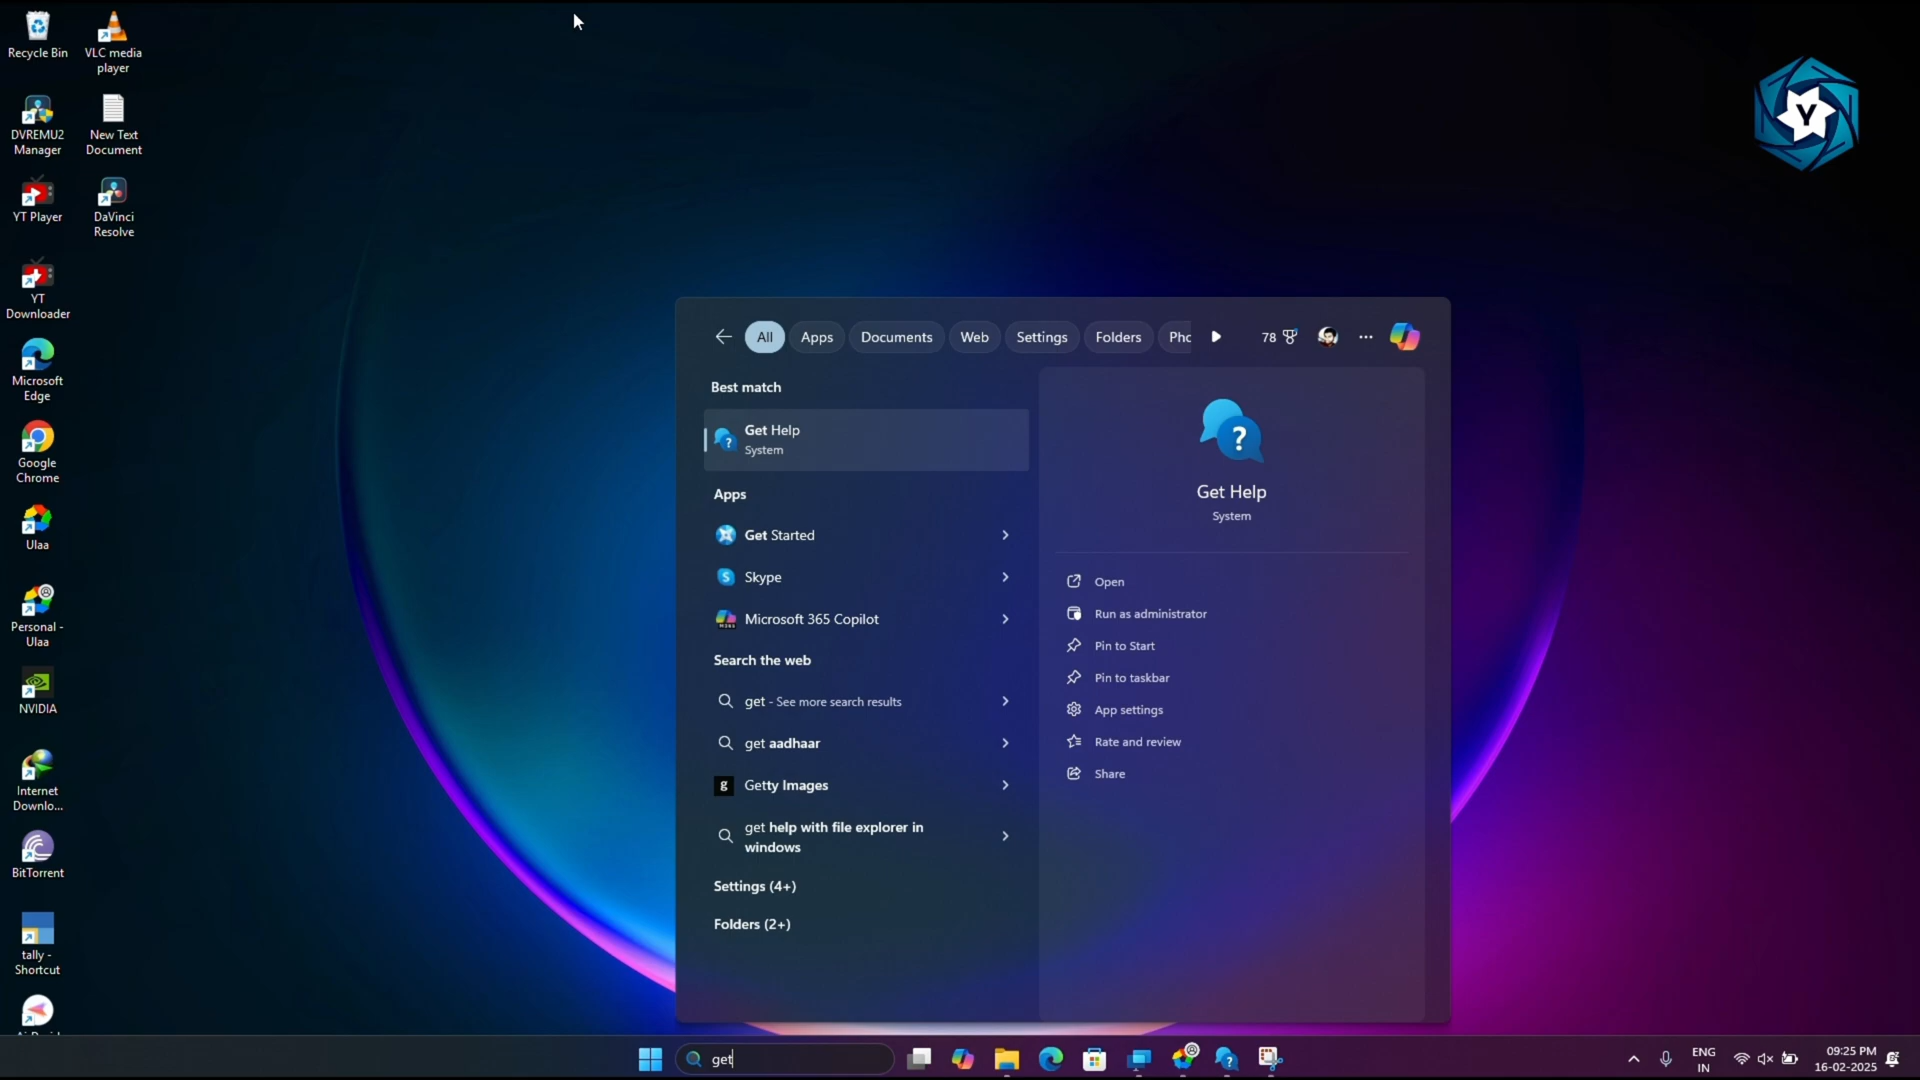 Recycle Bin
VLC media
player
DVREMU2
Manager
New Text
Document
YT Player
DaVinci
Resolve
YT
Downloader
Microsoft
Edge
Google
Chrome
Ulaa
Personal -
Ulaa
NVIDIA
Internet
Downlo...
BitTorrent
tally -
Shortcut
Y
All
Apps
Documents
Web
Settings
Folders
Pho
78
Best match
Get Help
System
Apps
Get Started
Skype
Microsoft 365 Copilot
Search the web
get - See more search results
get aadhaar
Getty Images
get help with file explorer in
windows
Settings (4+)
Folders (2+)
Get Help
System
Open
Run as administrator
Pin to Start
Pin to taskbar
App settings
Rate and review
Share
get
ENG
IN
09:25 PM
16-02-2025